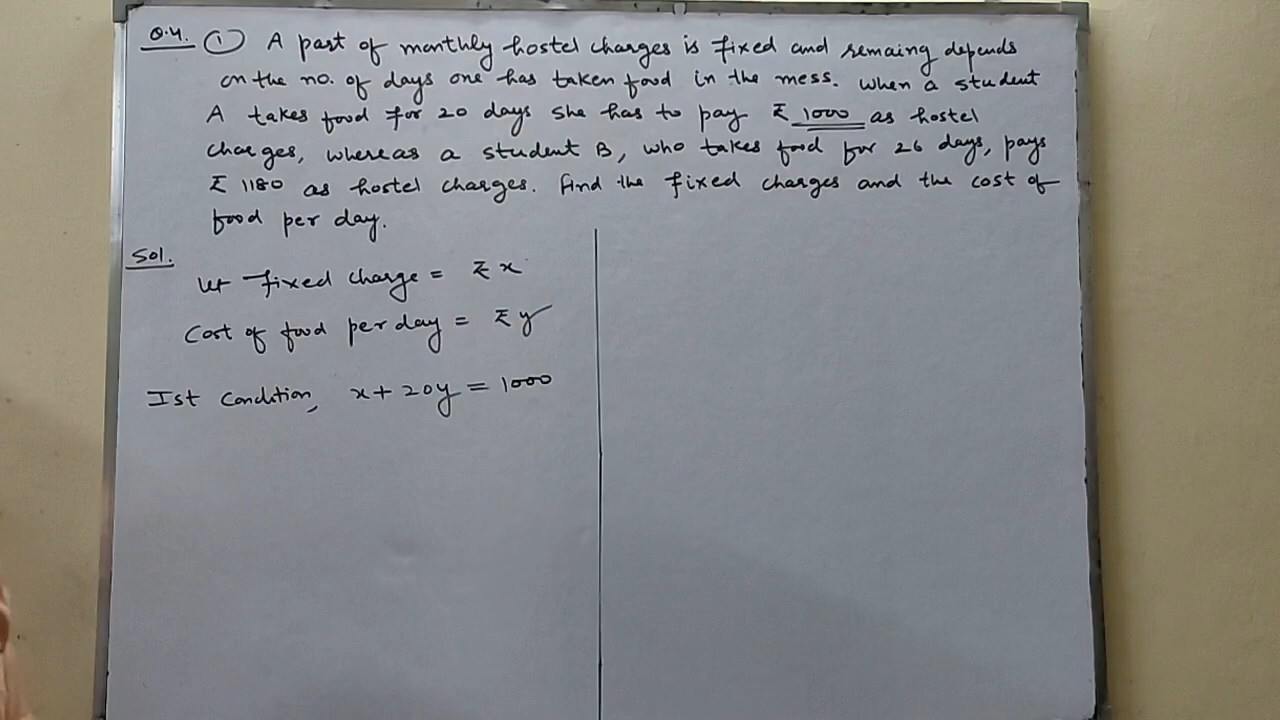 Q.4. ① A part of monthly hostel charges is fixed and remaing depends
on the no. of days one has taken food in the mess. When a student
A takes food for 20 days she has to pay ₹ 1000 as hostel
charges, whereas a student B, who takes food for 26 days, pays
₹ 1180 as hostel charges. Find the fixed charges and the cost of
food per day.
Sol.
Let fixed charge = ₹ x
Cost of food per day = ₹ y
Ist Condition, x + 20y = 1000